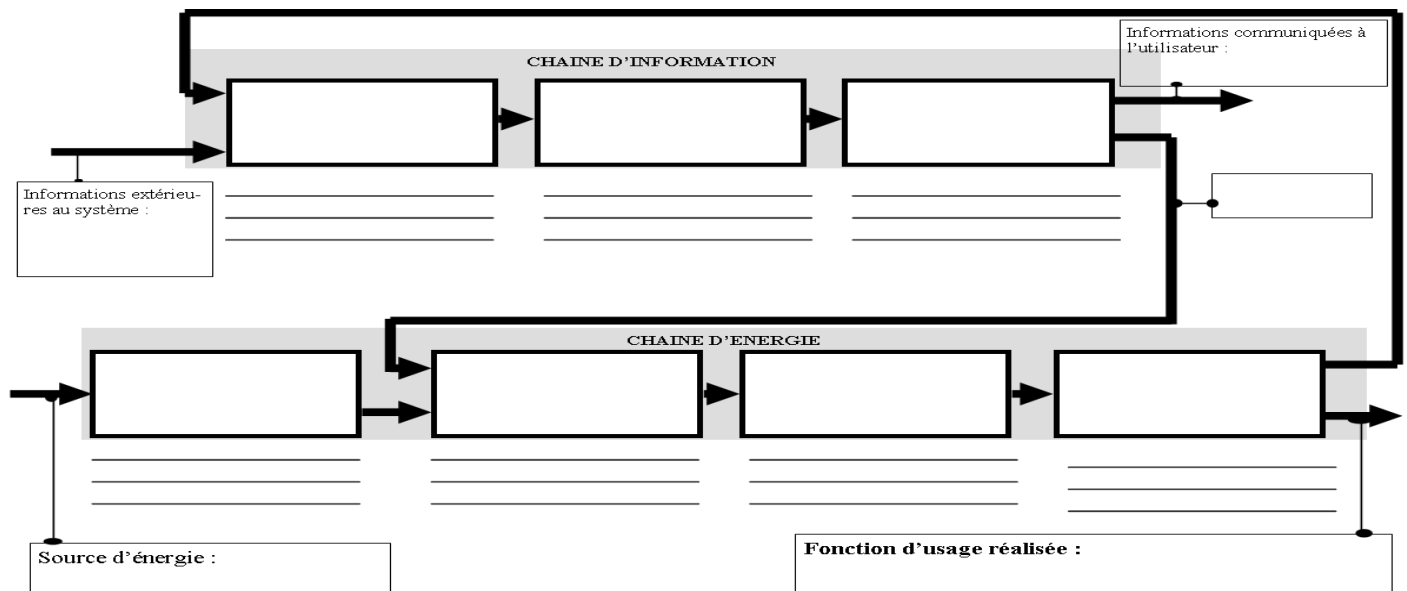 Informations communiquées à
l'utilisateur :
CHAINE D'INFORMATION
Informations extérieu-
res au système :
CHAINE D'ENERGIE
Source d'énergie :
Fonction d'usage réalisée :